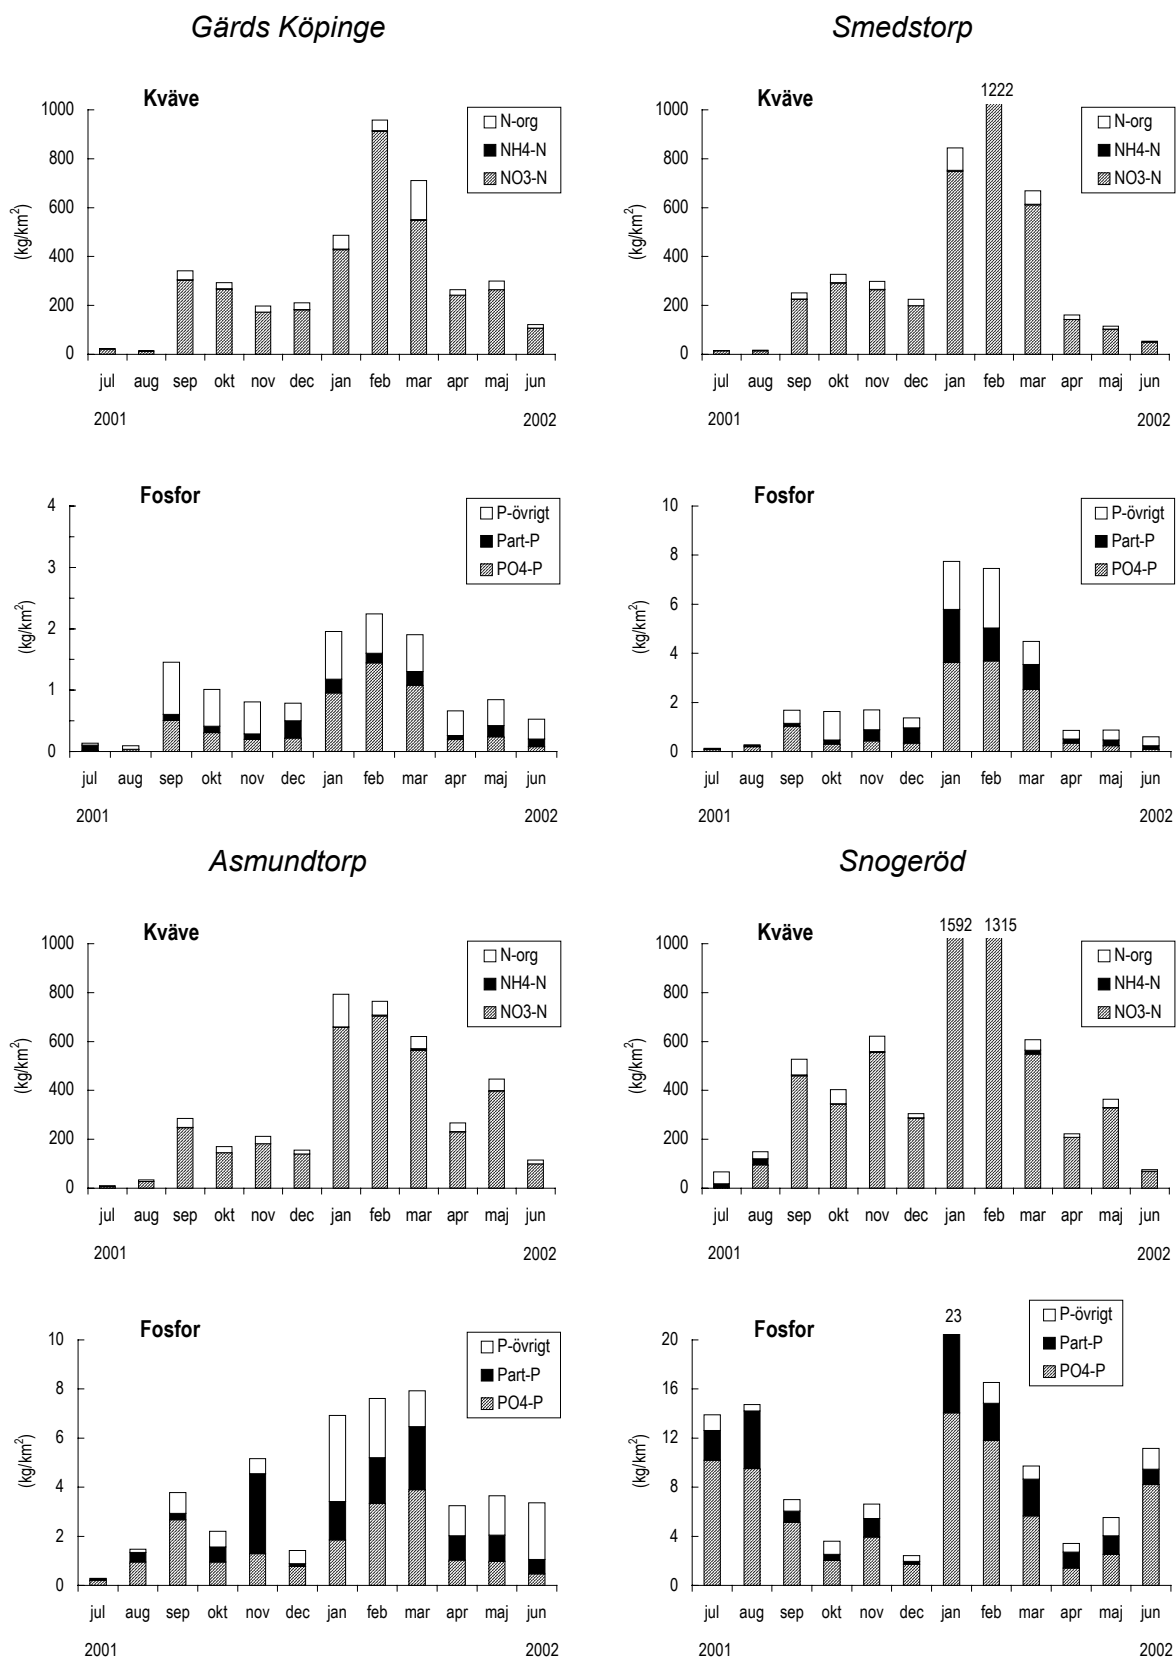 Gärds Köpinge
Kväve
1000
800
600
400
200
0
(kg/km²)
N-org
NH4-N
NO3-N
jul aug sep okt nov dec jan feb mar apr maj jun
2001 2002
Fosfor
4
3
2
1
0
(kg/km²)
P-övrigt
Part-P
PO4-P
jul aug sep okt nov dec jan feb mar apr maj jun
2001 2002
Smedstorp
Kväve
1222
1000
800
600
400
200
0
(kg/km²)
N-org
NH4-N
NO3-N
jul aug sep okt nov dec jan feb mar apr maj jun
2001 2002
Fosfor
10
8
6
4
2
0
(kg/km²)
P-övrigt
Part-P
PO4-P
jul aug sep okt nov dec jan feb mar apr maj jun
2001 2002
Asmundtorp
Kväve
1000
800
600
400
200
0
(kg/km²)
N-org
NH4-N
NO3-N
jul aug sep okt nov dec jan feb mar apr maj jun
2001 2002
Fosfor
10
8
6
4
2
0
(kg/km²)
P-övrigt
Part-P
PO4-P
jul aug sep okt nov dec jan feb mar apr maj jun
2001 2002
Snogeröd
Kväve
1592 1315
1000
800
600
400
200
0
(kg/km²)
N-org
NH4-N
NO3-N
jul aug sep okt nov dec jan feb mar apr maj jun
2001 2002
Fosfor
23
20
16
12
8
4
0
(kg/km²)
P-övrigt
Part-P
PO4-P
jul aug sep okt nov dec jan feb mar apr maj jun
2001 2002